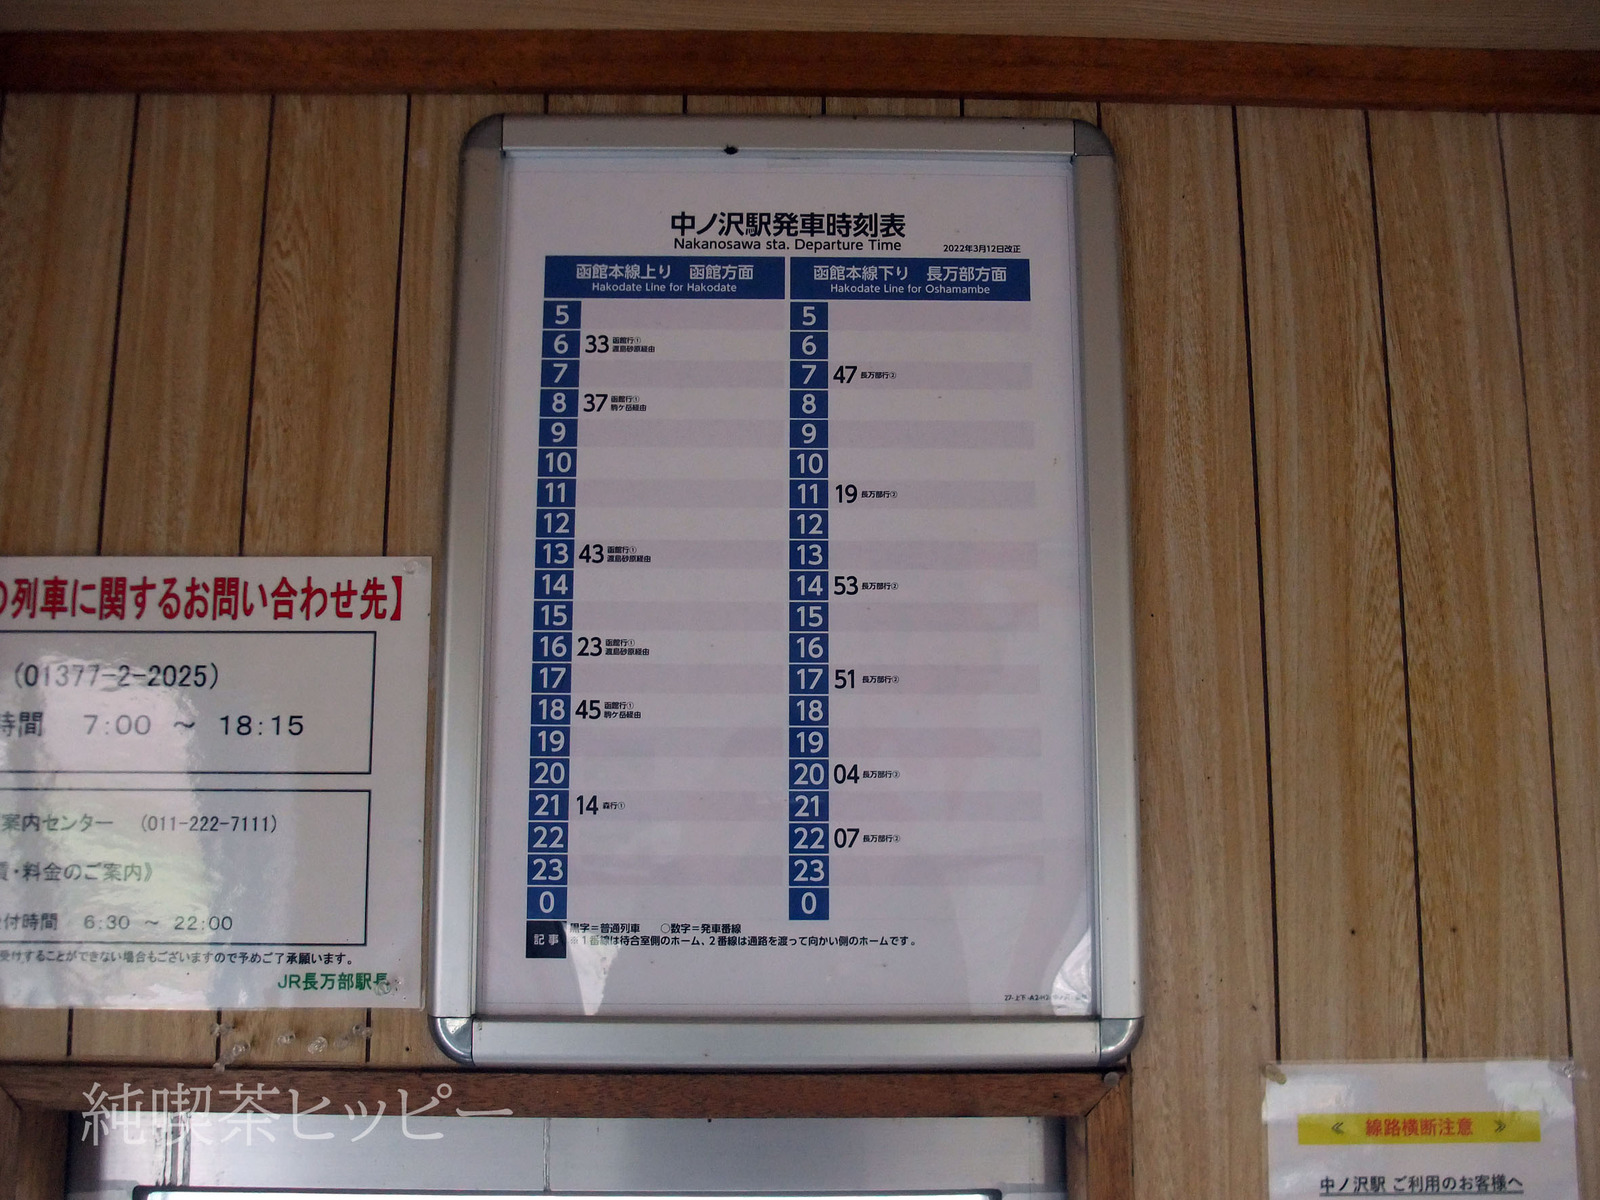 中ノ沢駅発車時刻表
Nakanosawa sta. Departure Time
2022年3月12日改正
函館本線上り 函館方面
Hakodate Line for Hakodate
5
6 33 函館行① 渡島砂原経由
7
8 37 函館行① 駒ケ岳経由
9
10
11
12
13 43 函館行① 渡島砂原経由
14
15
16 23 函館行① 渡島砂原経由
17
18 45 函館行① 駒ケ岳経由
19
20
21 14 森行①
22
23
0
函館本線下り 長万部方面
Hakodate Line for Oshamambe
5
6
7 47 長万部行②
8
9
10
11 19 長万部行②
12
13
14 53 長万部行②
15
16
17 51 長万部行②
18
19
20 04 長万部行②
21
22 07 長万部行②
23
0
記事
黒字=普通列車 ○数字=発車番線
※1番線は待合室側のホーム、2番線は通路を渡って向かい側のホームです。
の列車に関するお問い合わせ先】
(01377-2-2025)
時間 7:00 ～ 18:15
案内センター (011-222-7111)
・料金のご案内》
付時間 6:30 ～ 22:00
受けすることができない場合もございますので予めご了承願います。
JR長万部駅長
純喫茶ヒッピー
≪ 線路横断注意 ≫
中ノ沢駅 ご利用のお客様へ